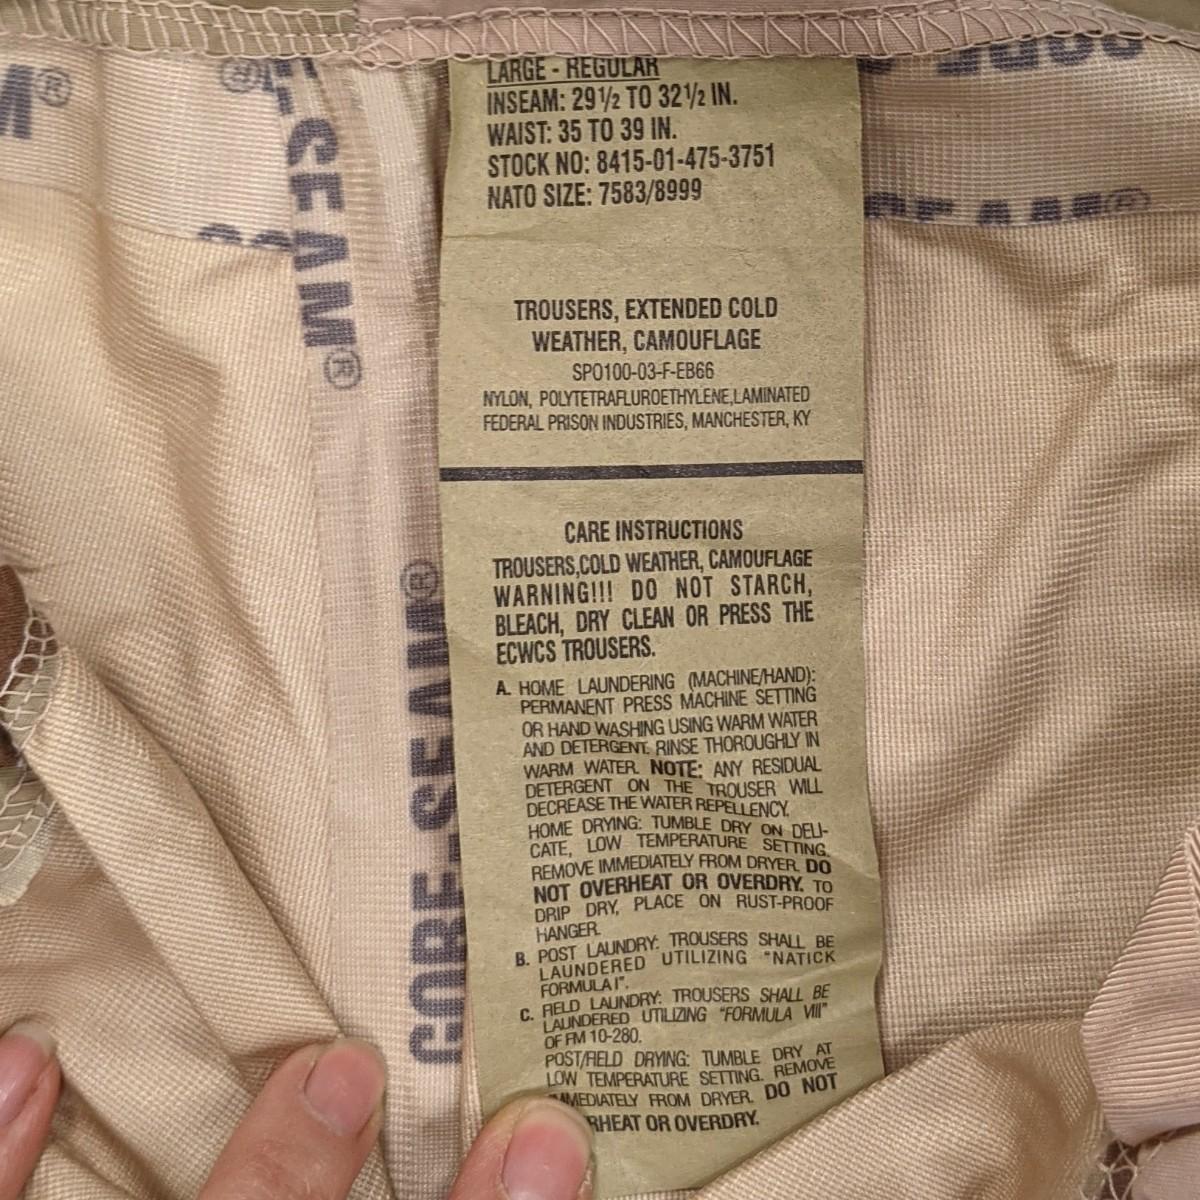 LARGE - REGULAR
INSEAM: 29½ TO 32½ IN.
WAIST: 35 TO 39 IN.
STOCK NO: 8415-01-475-3751
NATO SIZE: 7583/8999
TROUSERS, EXTENDED COLD
WEATHER, CAMOUFLAGE
SPO100-03-F-EB66
NYLON, POLYTETRAFLUROETHYLENE,LAMINATED
FEDERAL PRISON INDUSTRIES, MANCHESTER, KY
CARE INSTRUCTIONS
TROUSERS,COLD WEATHER, CAMOUFLAGE
WARNING!!! DO NOT STARCH,
BLEACH, DRY CLEAN OR PRESS THE
ECWCS TROUSERS.
A. HOME LAUNDERING (MACHINE/HAND):
PERMANENT PRESS MACHINE SETTING
OR HAND WASHING USING WARM WATER
AND DETERGENT. RINSE THOROUGHLY IN
WARM WATER. NOTE: ANY RESIDUAL
DETERGENT ON THE TROUSER WILL
DECREASE THE WATER REPELLENCY.
HOME DRYING: TUMBLE DRY ON DELI-
CATE, LOW TEMPERATURE SETTING.
REMOVE IMMEDIATELY FROM DRYER. DO
NOT OVERHEAT OR OVERDRY. TO
DRIP DRY, PLACE ON RUST-PROOF
HANGER.
B. POST LAUNDRY: TROUSERS SHALL BE
LAUNDERED UTILIZING "NATICK
FORMULA I".
C. FIELD LAUNDRY: TROUSERS SHALL BE
LAUNDERED UTILIZING "FORMULA VIII"
OF FM 10-280.
POST/FIELD DRYING: TUMBLE DRY AT
LOW TEMPERATURE SETTING. REMOVE
IMMEDIATELY FROM DRYER. DO NOT
RHEAT OR OVERDRY.
-SEAM®
GORE-SEAM®
SEAM®
M®